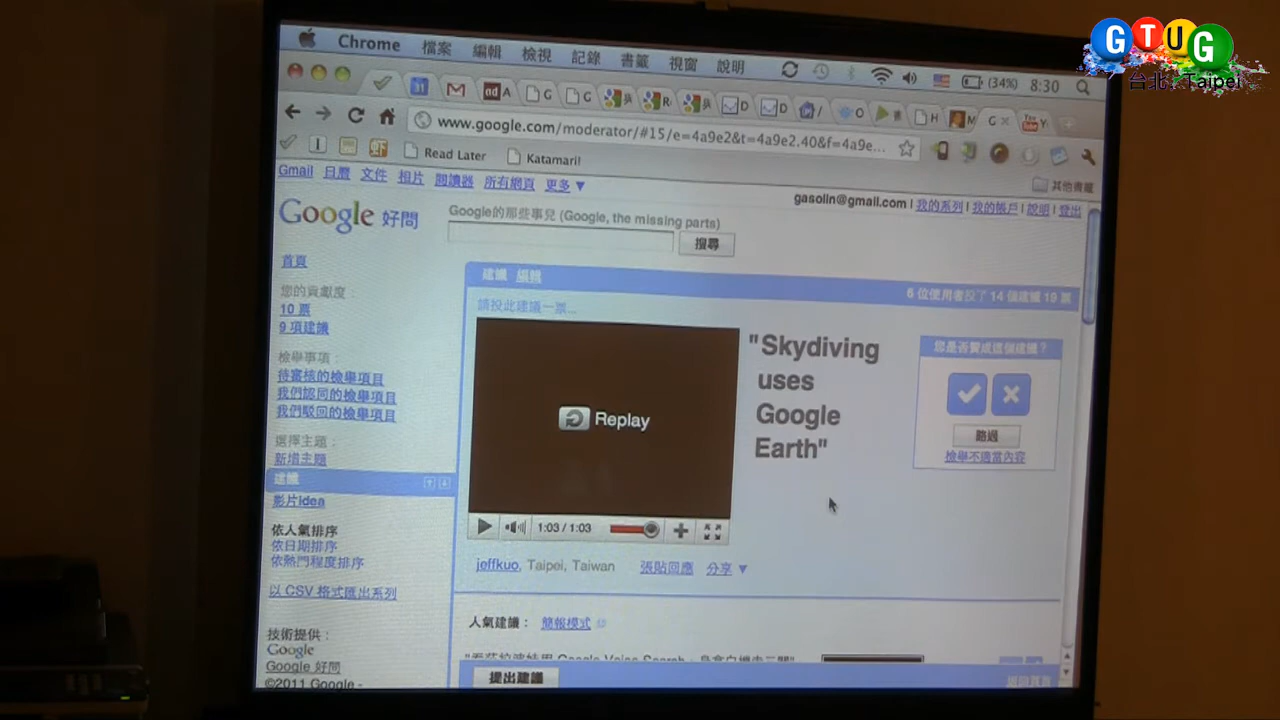 GTUG
台北 Taipei
Chrome 檔案 編輯 檢視 記錄 書籤 視窗 說明 (34%) 8:30
www.google.com/moderator/#15/e=4a9e2&t=4a9e2.40&f=4a9e...
Read Later Katamari! 其他書籤
Gmail 日曆 文件 相片 閱讀器 所有網頁 更多 ▼
gasolin@gmail.com | 我的系列 | 我的帳戶 | 說明 | 登出
Google 好問
Google的那些事兒 (Google, the missing parts)
搜尋
首頁
您的貢獻度:
10 票
9 項建議
檢舉事項:
待審核的檢舉項目
我們認同的檢舉項目
我們駁回的檢舉項目
選擇主題:
新增主題
建議
影片idea
依人氣排序
依日期排序
依熱門程度排序
以 CSV 格式匯出系列
技術提供:
Google
Google 好問
©2011 Google -
建議 編輯
6 位使用者投了 14 個建議 19 票
請投此建議一票...
Replay
1:03 / 1:03
"Skydiving
uses
Google
Earth"
您是否贊成這個建議?
略過
檢舉不適當內容
jeffkuo, Taipei, Taiwan 張貼回應 分享 ▼
人氣建議: 簡報模式
提出建議
返回頁首